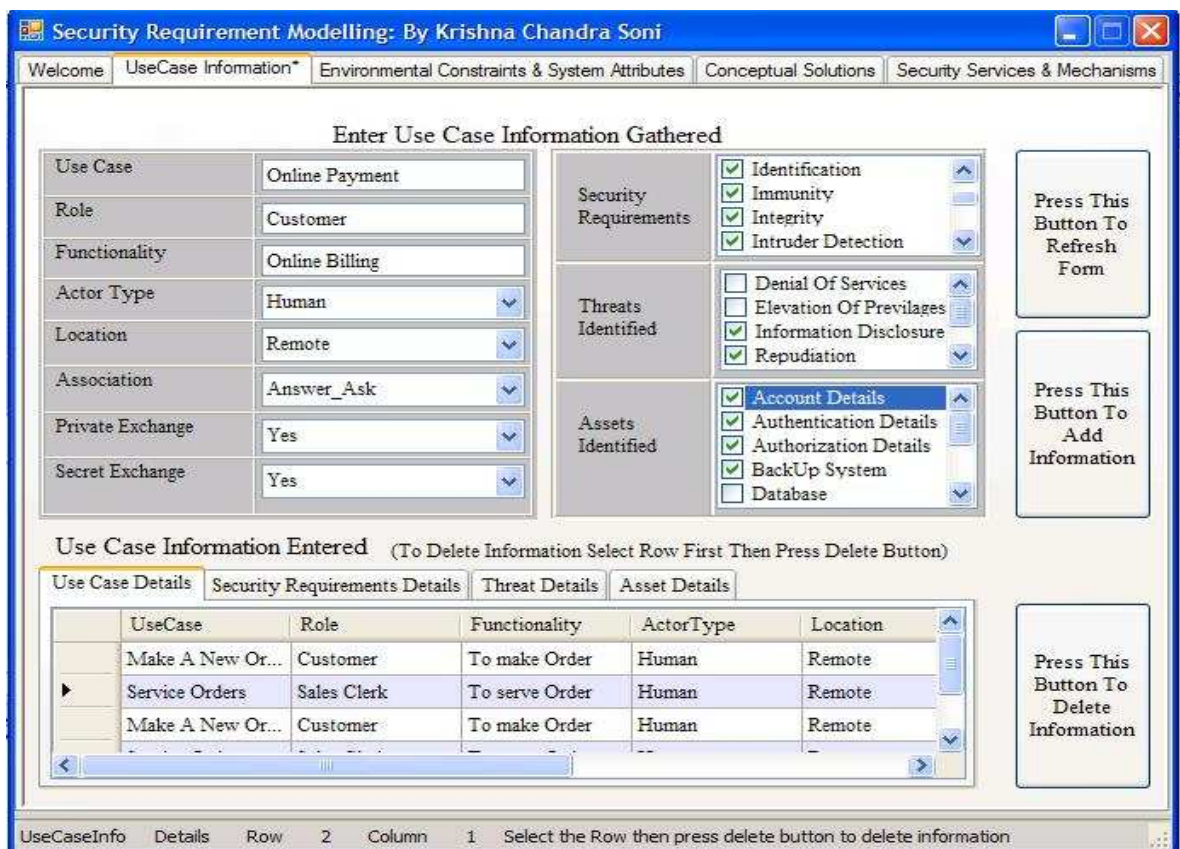 Security Requirement Modelling: By Krishna Chandra Soni
Welcome UseCase Information* Environmental Constraints & System Attributes Conceptual Solutions Security Services & Mechanisms
Enter Use Case Information Gathered
Use Case Online Payment
Role Customer
Functionality Online Billing
Actor Type Human
Location Remote
Association Answer_Ask
Private Exchange Yes
Secret Exchange Yes
Security
Requirements
Identification
Immunity
Integrity
Intruder Detection
Threats
Identified
Denial Of Services
Elevation Of Previlages
Information Disclosure
Repudiation
Assets
Identified
Account Details
Authentication Details
Authorization Details
BackUp System
Database
Press This
Button To
Refresh
Form
Press This
Button To
Add
Information
Use Case Information Entered (To Delete Information Select Row First Then Press Delete Button)
Use Case Details Security Requirements Details Threat Details Asset Details
UseCase Role Functionality ActorType Location
Make A New Or... Customer To make Order Human Remote
Service Orders Sales Clerk To serve Order Human Remote
Make A New Or... Customer To make Order Human Remote
Press This
Button To
Delete
Information
UseCaseInfo Details Row 2 Column 1 Select the Row then press delete button to delete information